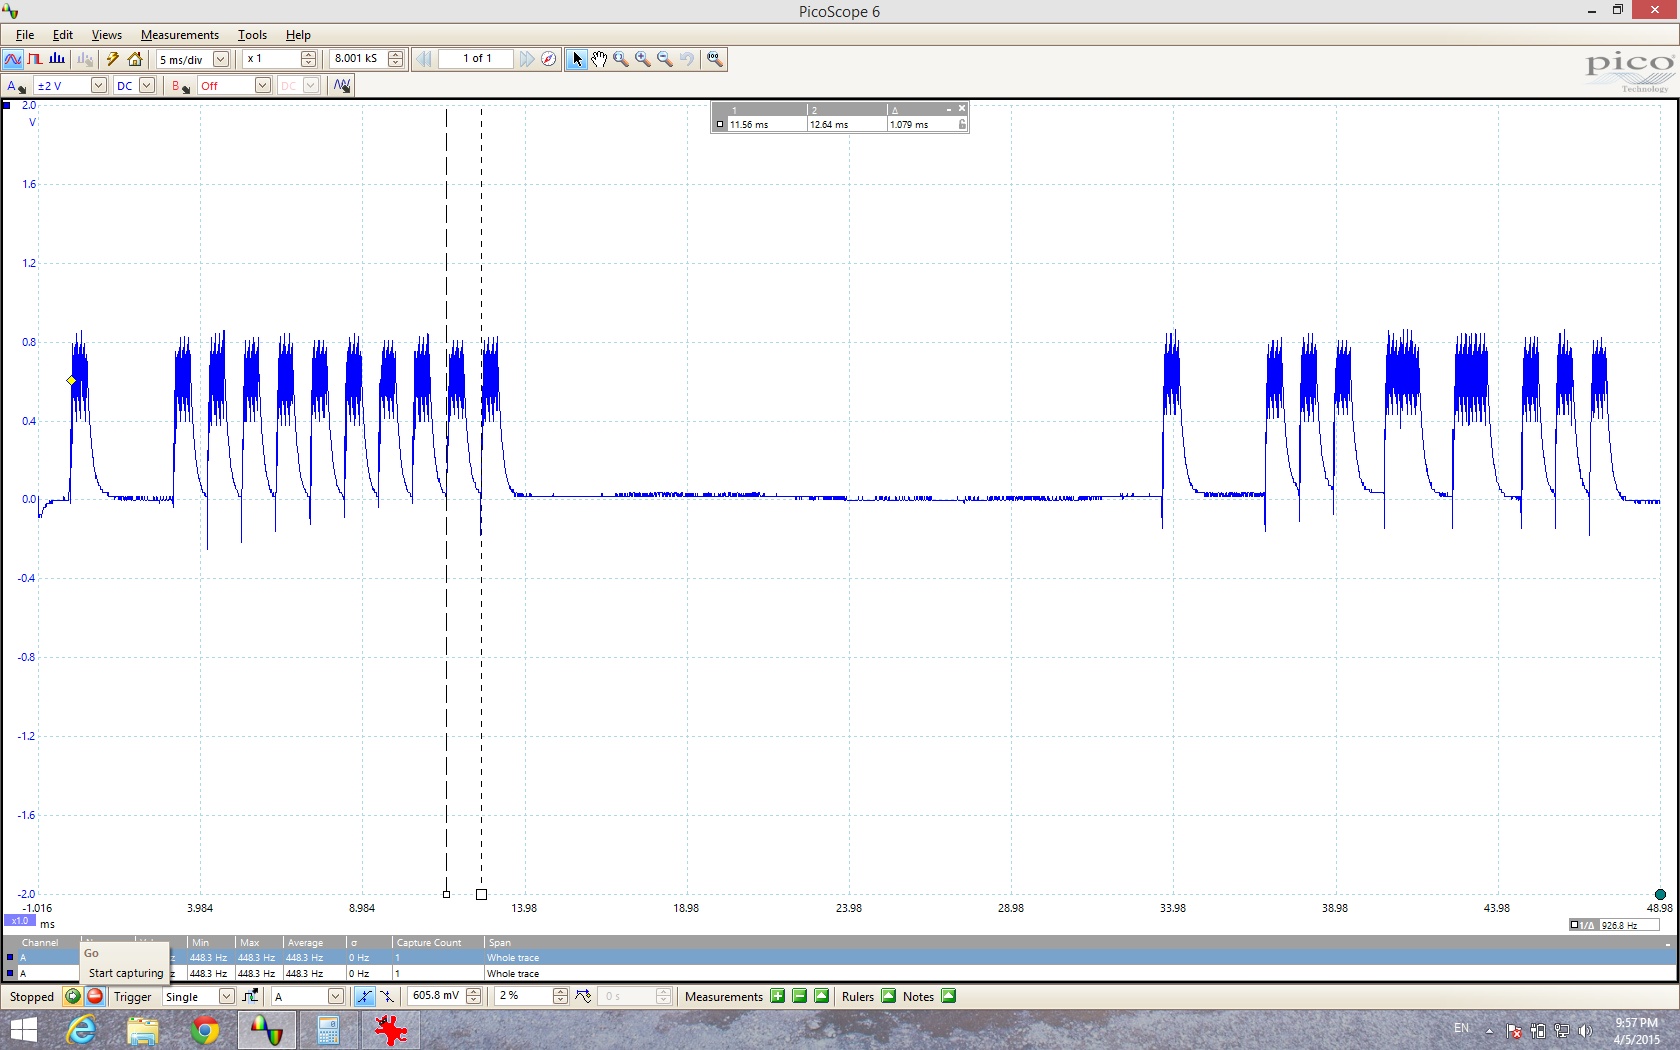 PicoScope 6
File Edit Views Measurements Tools Help
5 ms/div x 1 8.001 kS 1 of 1
pico
Technology
A ±2 V DC B Off DC
2.0
V
1 2 Δ
11.56 ms 12.64 ms 1.079 ms
1.6
1.2
0.8
0.4
0.0
-0.4
-0.8
-1.2
-1.6
-2.0
-1.016 3.984 8.984 13.98 18.98 23.98 28.98 33.98 38.98 43.98 48.98
x1.0 ms
1/Δ 926.8 Hz
Channel Min Max Average σ Capture Count Span
A z 448.3 Hz 448.3 Hz 448.3 Hz 0 Hz 1 Whole trace
A z 448.3 Hz 448.3 Hz 448.3 Hz 0 Hz 1 Whole trace
Go
Start capturing
Stopped Trigger Single A 605.8 mV 2 % 0 s Measurements Rulers Notes
EN 9:57 PM
4/5/2015